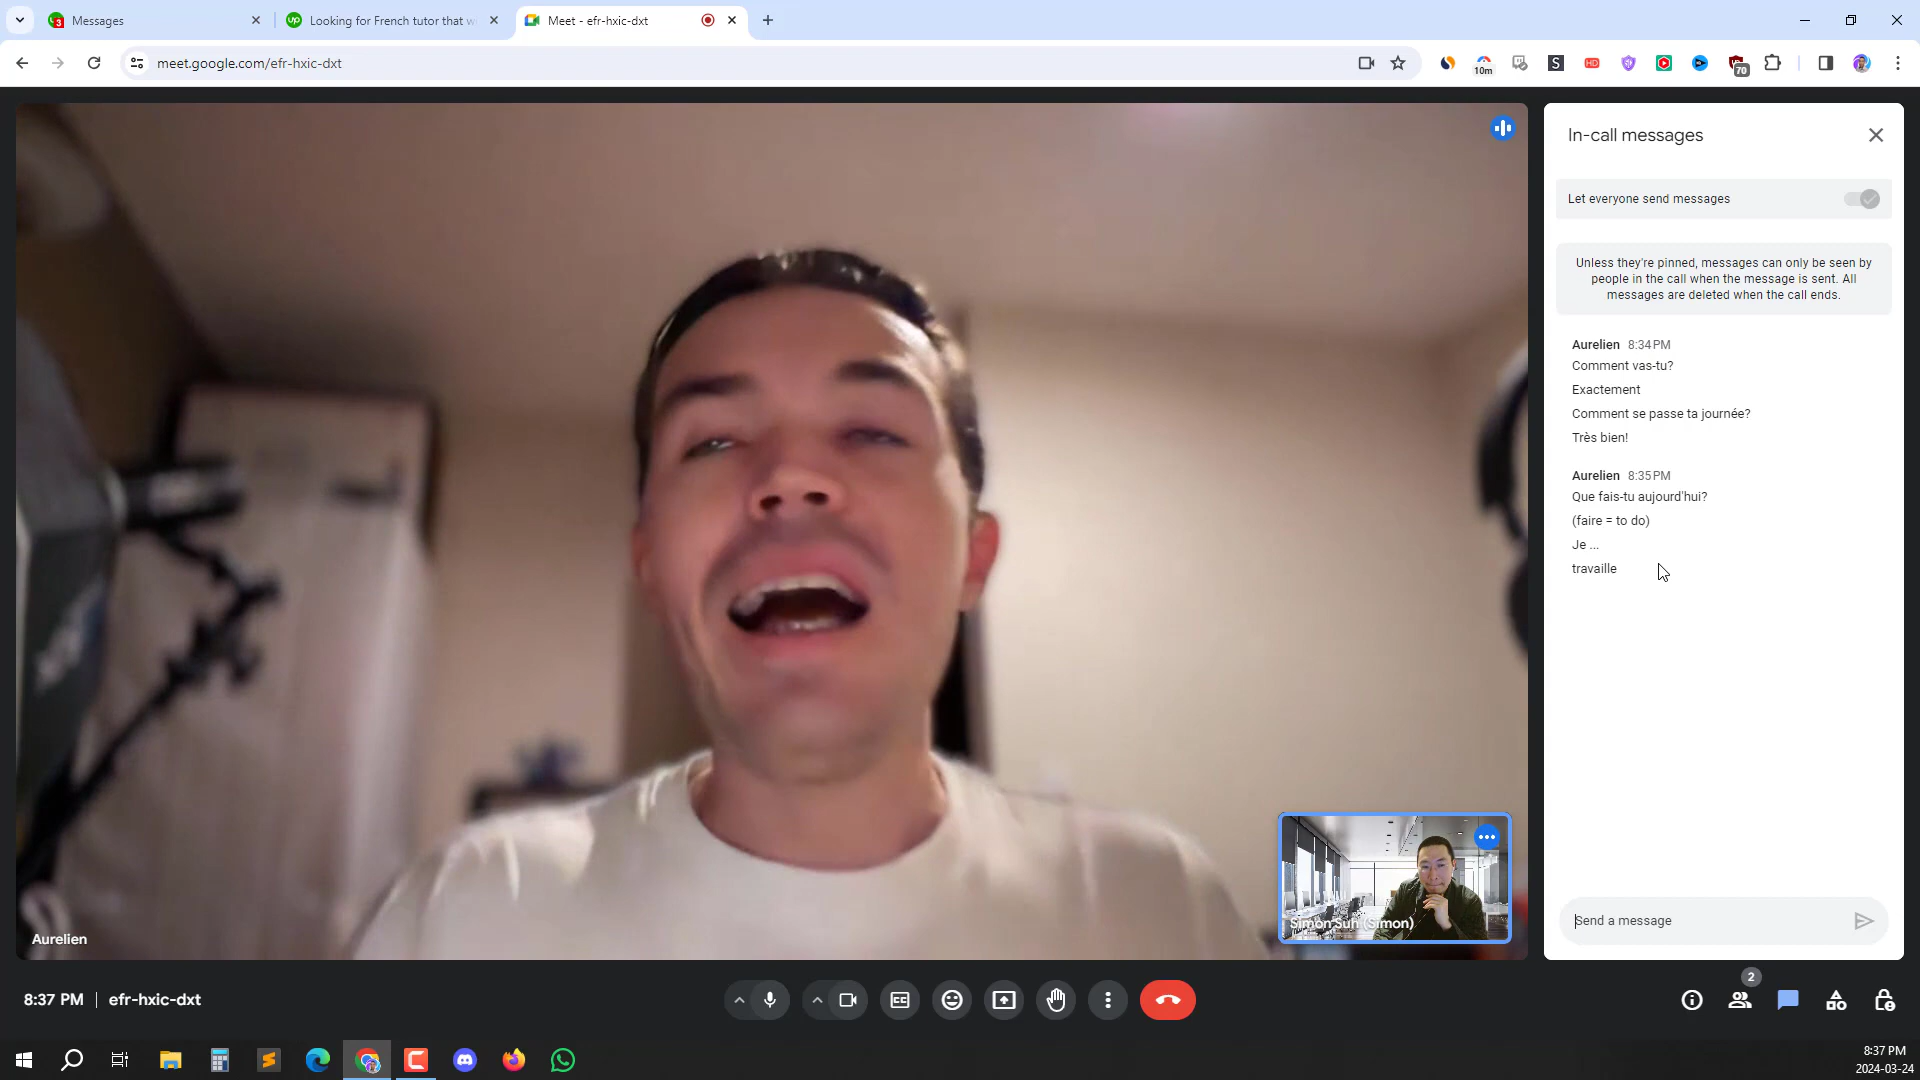 Messages
Looking for French tutor that w
Meet - efr-hxic-dxt
meet.google.com/efr-hxic-dxt
10m
S
HD
70
In-call messages
Let everyone send messages
Unless they're pinned, messages can only be seen by
people in the call when the message is sent. All
messages are deleted when the call ends.
Aurelien 8:34 PM
Comment vas-tu?
Exactement
Comment se passe ta journée?
Très bien!
Aurelien 8:35 PM
Que fais-tu aujourd'hui?
(faire = to do)
Je ...
travaille
Simon Suh (Simon)
Send a message
Aurelien
8:37 PM | efr-hxic-dxt
CC
2
8:37 PM
2024-03-24